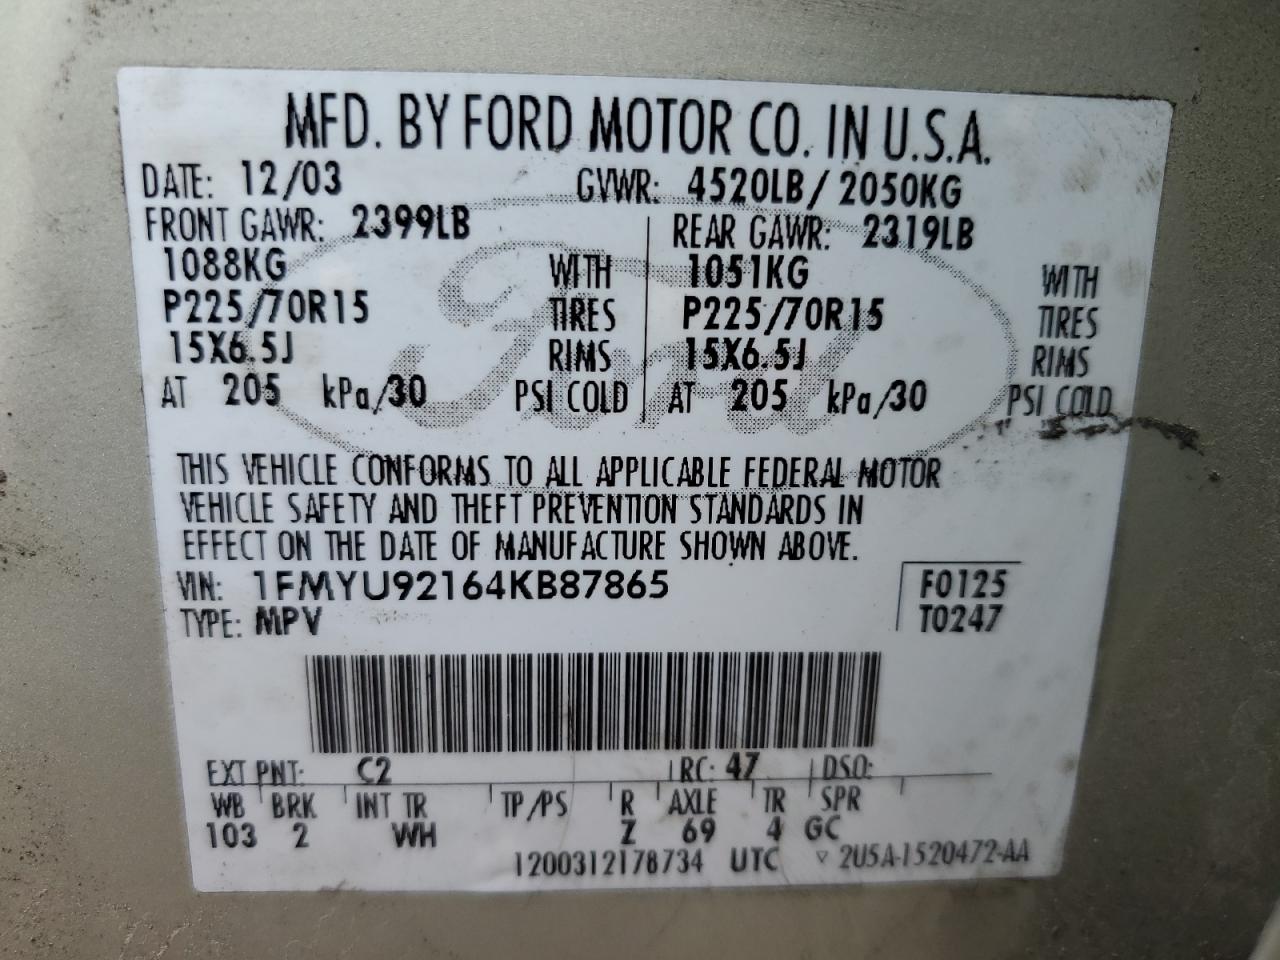 MFD. BY FORD MOTOR CO. IN U.S.A.
DATE: 12/03 GVWR: 4520LB/ 2050KG
FRONT GAWR: 2399LB REAR GAWR: 2319LB
1088KG WITH 1051KG WITH
P225/70R15 TIRES P225/70R15 TIRES
15X6.5J RIMS 15X6.5J RIMS
AT 205 kPa/30 PSI COLD AT 205 kPa/30 PSI COLD
Ford
THIS VEHICLE CONFORMS TO ALL APPLICABLE FEDERAL MOTOR
VEHICLE SAFETY AND THEFT PREVENTION STANDARDS IN
EFFECT ON THE DATE OF MANUFACTURE SHOWN ABOVE.
VIN: 1FMYU92164KB87865 F0125
TYPE: MPV T0247
EXT PNT: C2 RC: 47 DSO:
WB BRK INT TR TP/PS R AXLE TR SPR
103 2 WH Z 69 4 GC
1200312178734 UTC ▽ 2U5A-1520472-AA